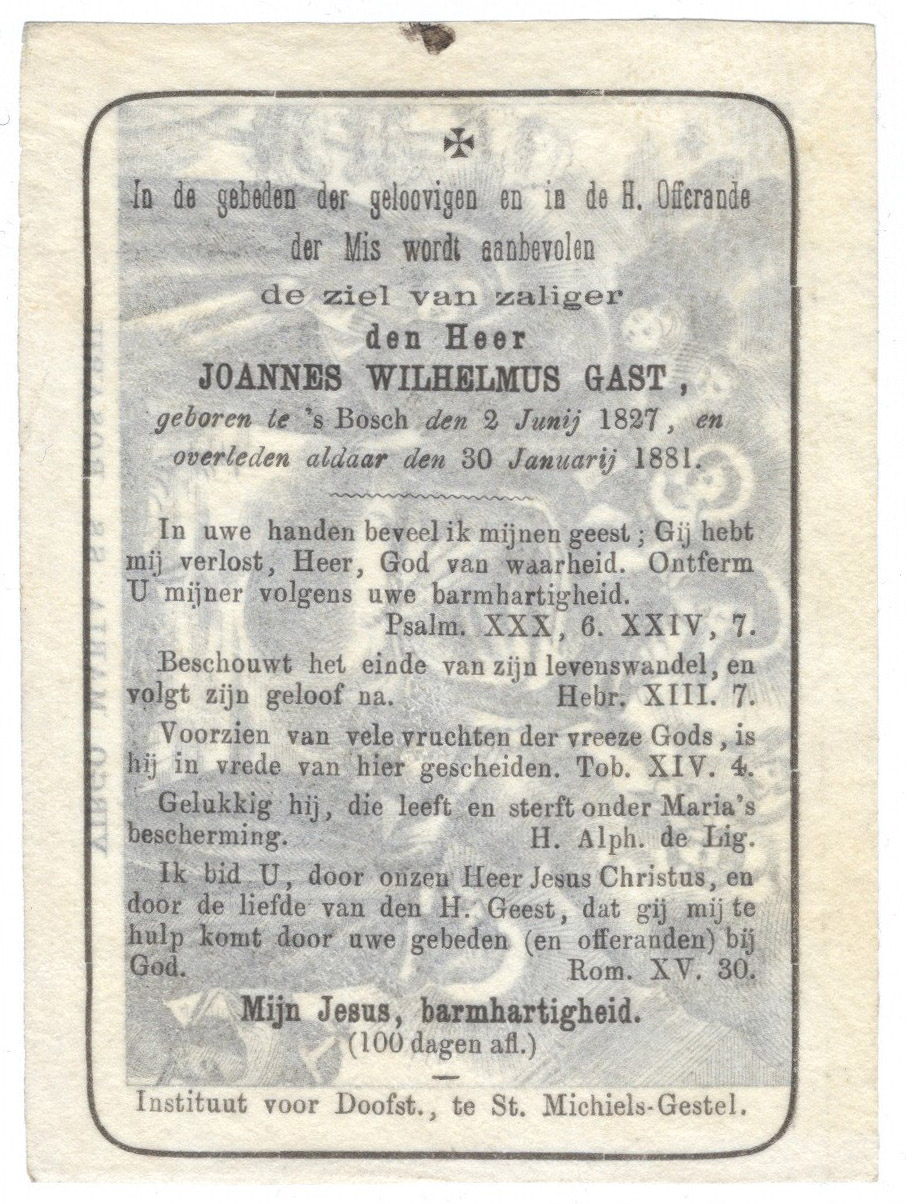 In de gebeden der geloovigen en in de H. Offerande
der Mis wordt aanbevolen
de ziel van zaliger
den Heer
JOANNES WILHELMUS GAST,
geboren te 's Bosch den 2 Junij 1827, en
overleden aldaar den 30 Januarij 1881.
In uwe handen beveel ik mijnen geest; Gij hebt
mij verlost, Heer, God van waarheid. Ontferm
U mijner volgens uwe barmhartigheid.
Psalm. XXX, 6. XXIV, 7.
Beschouwt het einde van zijn levenswandel, en
volgt zijn geloof na. Hebr. XIII. 7.
Voorzien van vele vruchten der vreeze Gods, is
hij in vrede van hier gescheiden. Tob. XIV. 4.
Gelukkig hij, die leeft en sterft onder Maria's
bescherming. H. Alph. de Lig.
Ik bid U, door onzen Heer Jesus Christus, en
door de liefde van den H. Geest, dat gij mij te
hulp komt door uwe gebeden (en offeranden) bij
God. Rom. XV. 30.
Mijn Jesus, barmhartigheid.
(100 dagen afl.)
Instituut voor Doofst., te St. Michiels-Gestel.